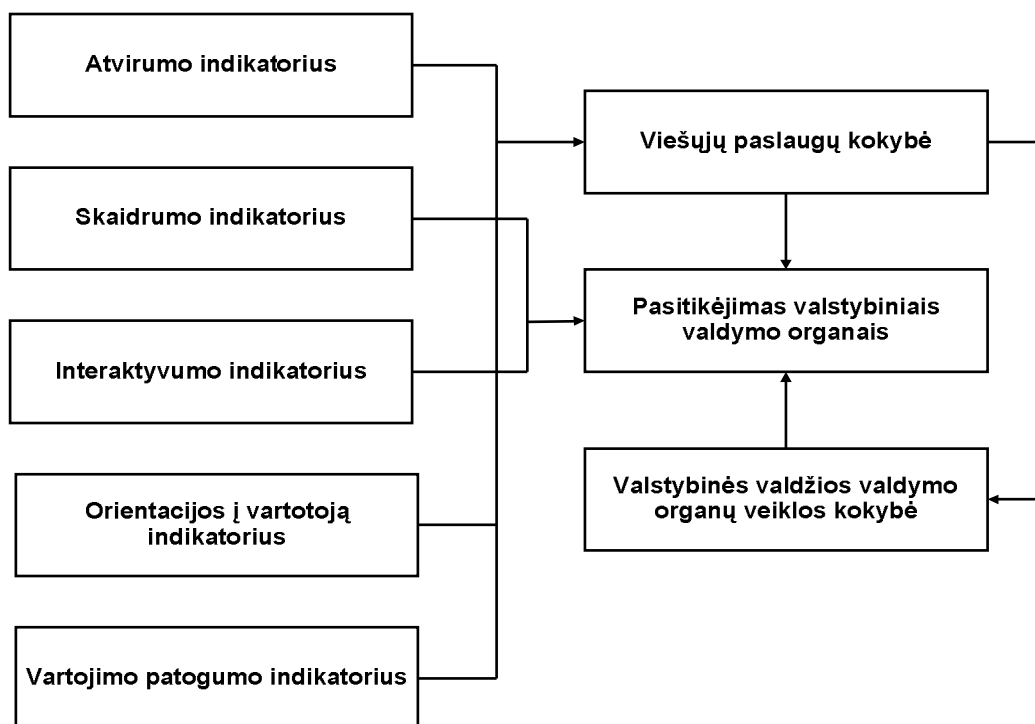 Atvirumo indikatorius
Skaidrumo indikatorius
Interaktyvumo indikatorius
Orientacijos į vartotoją
indikatorius
Vartojimo patogumo indikatorius
Viešųjų paslaugų kokybė
Pasitikėjimas valstybiniais
valdymo organais
Valstybinės valdžios valdymo
organų veiklos kokybė